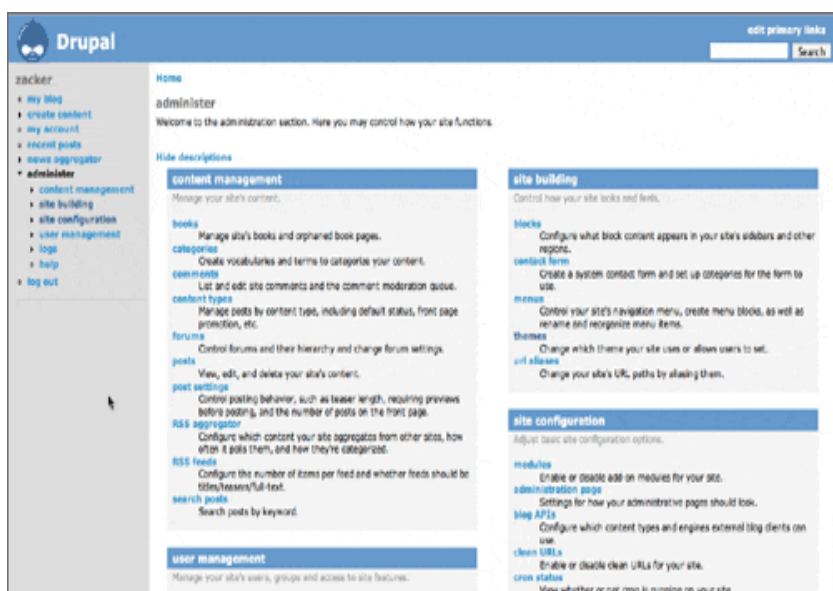 Drupal
edit primary links
Search
zacker
my blog
create content
my account
recent posts
news aggregator
administer
content management
site building
site configuration
user management
logs
help
log out
Home
administer
Welcome to the administration section. Here you may control how your site functions.
Hide descriptions
content management
Manage your site's content.
books
Manage site's books and orphaned book pages.
categories
Create vocabularies and terms to categorize your content.
comments
List and edit site comments and the comment moderation queue.
content types
Manage posts by content type, including default status, front page
promotion, etc.
forums
Control forums and their hierarchy and change forum settings.
posts
View, edit, and delete your site's content.
post settings
Control posting behavior, such as teaser length, requiring previews
before posting, and the number of posts on the front page.
RSS aggregator
Configure which content your site aggregates from other sites, how
often it polls them, and how they're categorized.
RSS feeds
Configure the number of items per feed and whether feeds should be
titles/teasers/full-text.
search posts
Search posts by keyword.
user management
Manage your site's users, groups and access to site features.
site building
Control how your site looks and feels.
blocks
Configure what block content appears in your site's sidebars and other
regions.
contact form
Create a system contact form and set up categories for the form to
use.
menus
Control your site's navigation menu, create menu blocks, as well as
rename and reorganize menu items.
themes
Change which theme your site uses or allows users to set.
url aliases
Change your site's URL paths by aliasing them.
site configuration
Adjust basic site configuration options.
modules
Enable or disable add-on modules for your site.
administration page
Settings for how your administrative pages should look.
blog APIs
Configure which content types and engines external blog clients can
use.
clean URLs
Enable or disable clean URLs for your site.
cron status
View whether or not cron is running on your site.